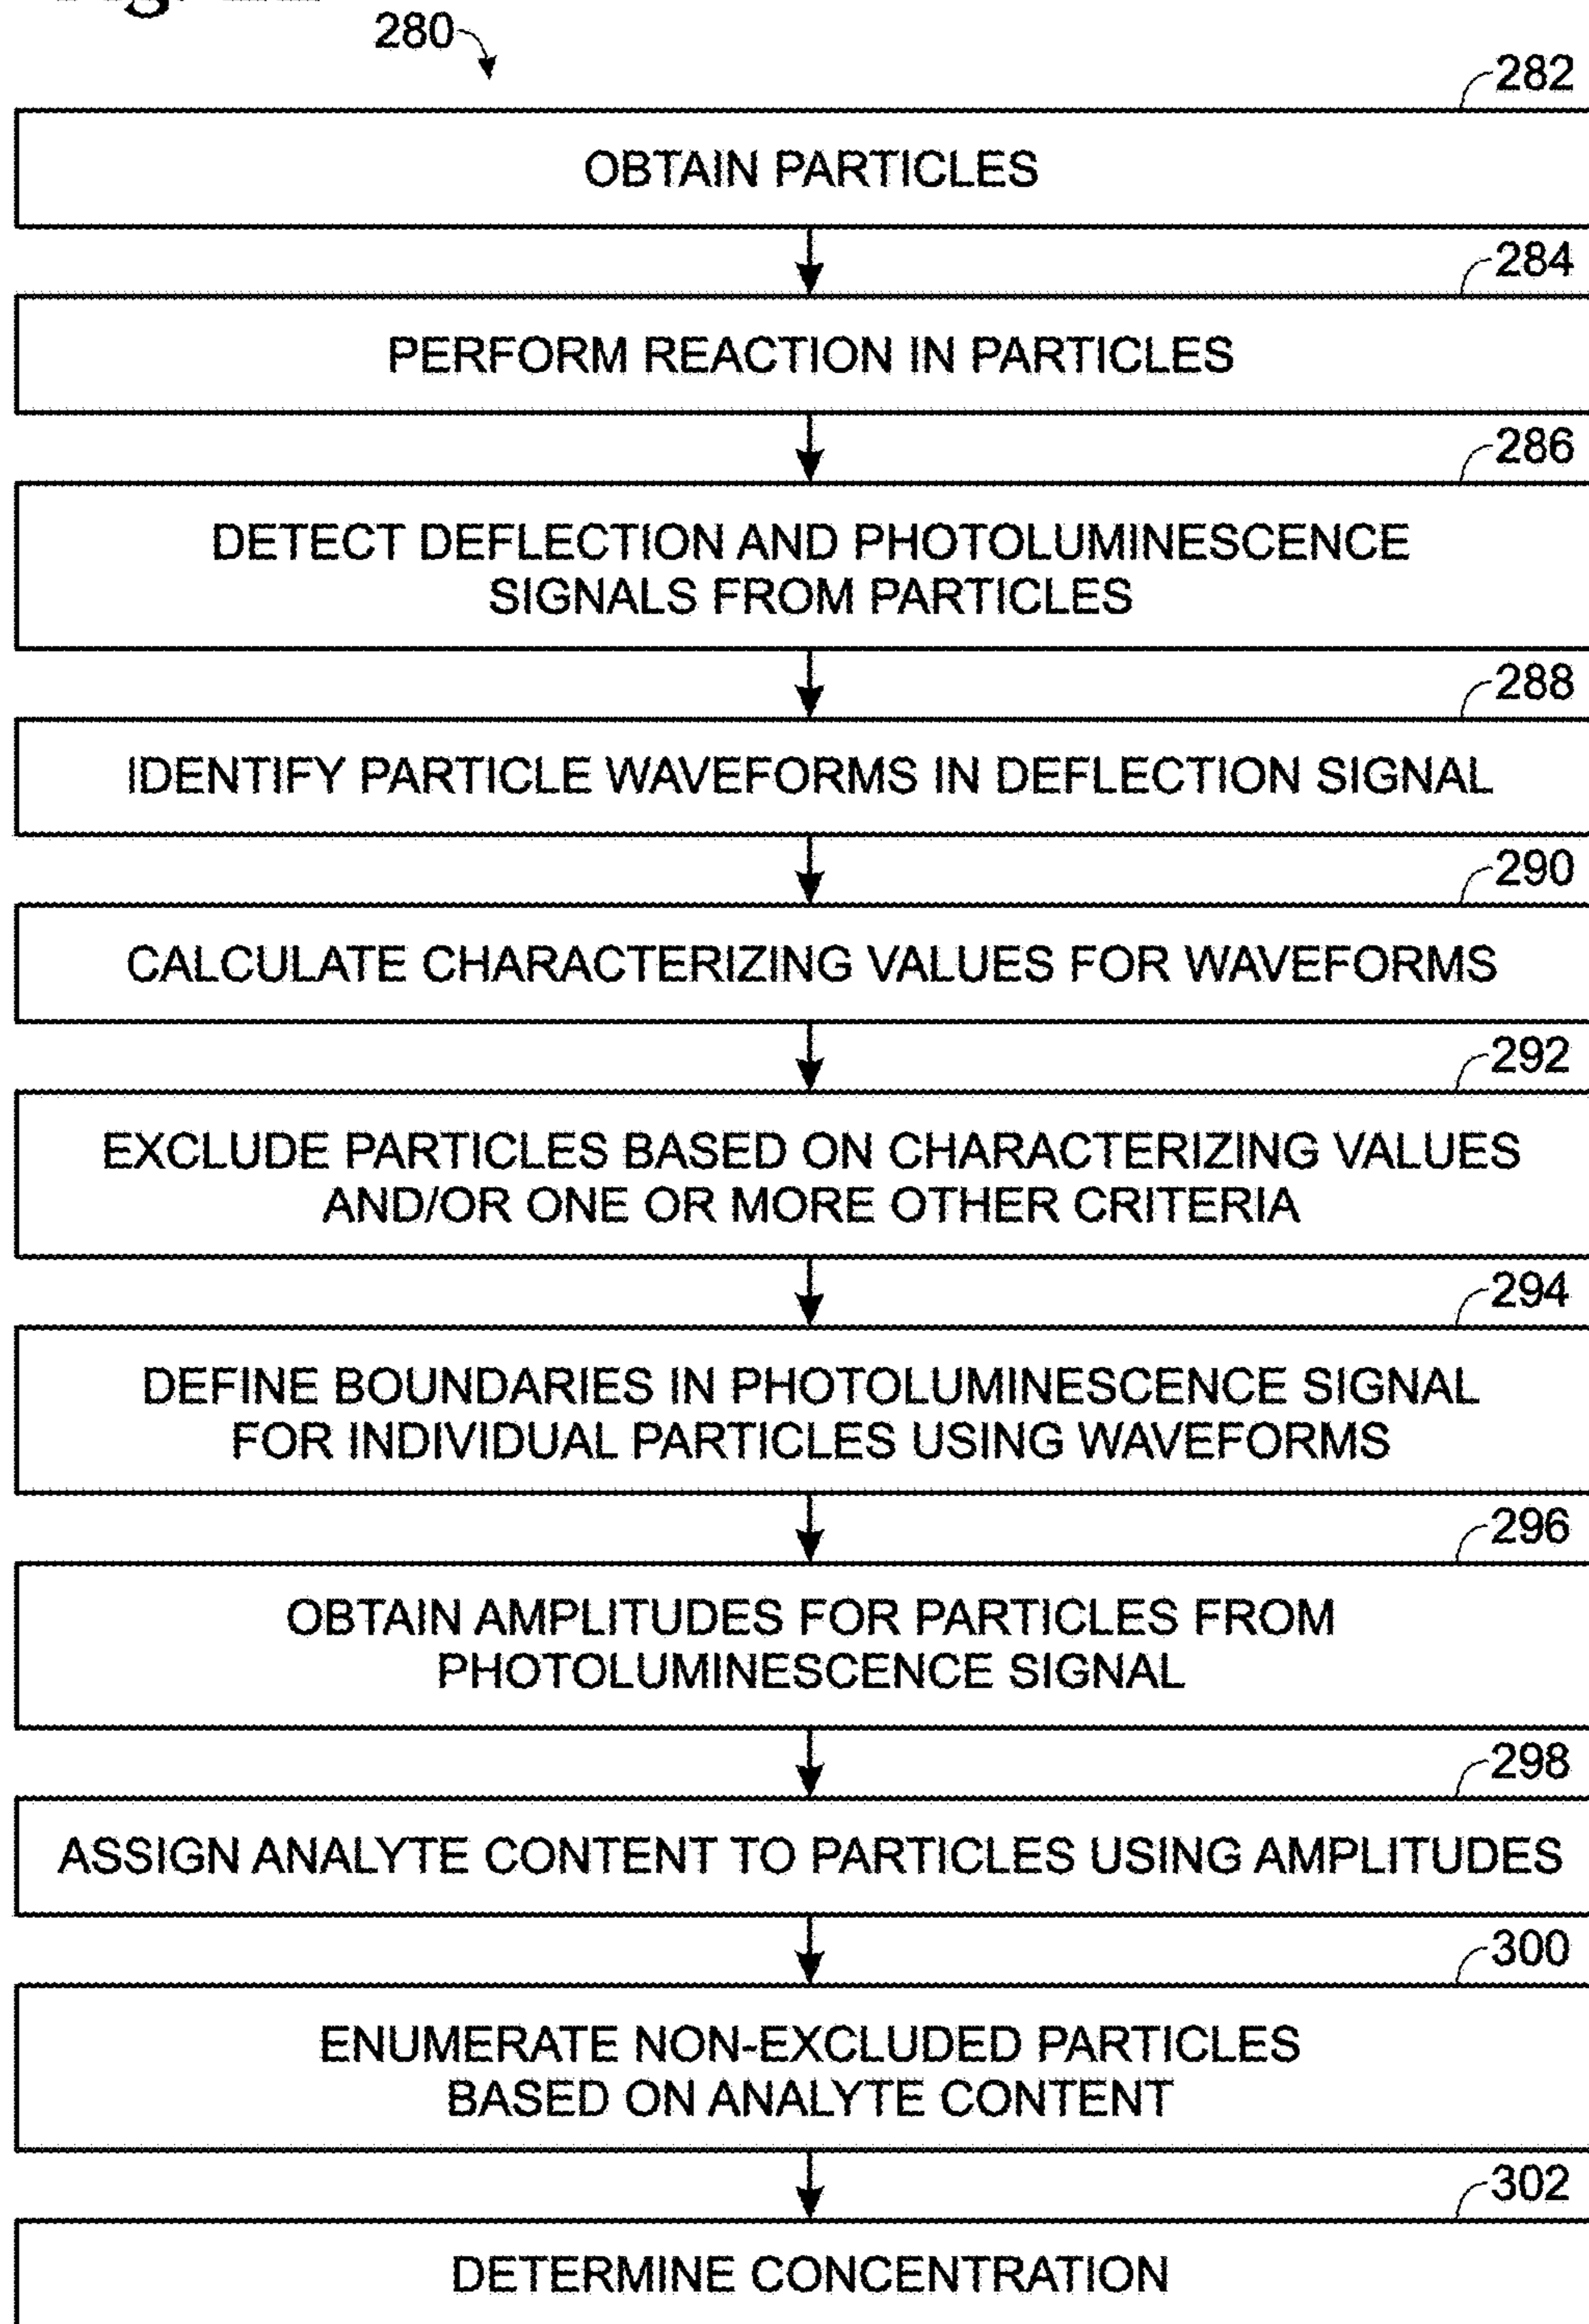 280
282
OBTAIN PARTICLES
284
PERFORM REACTION IN PARTICLES
286
DETECT DEFLECTION AND PHOTOLUMINESCENCE
SIGNALS FROM PARTICLES
288
IDENTIFY PARTICLE WAVEFORMS IN DEFLECTION SIGNAL
290
CALCULATE CHARACTERIZING VALUES FOR WAVEFORMS
292
EXCLUDE PARTICLES BASED ON CHARACTERIZING VALUES
AND/OR ONE OR MORE OTHER CRITERIA
294
DEFINE BOUNDARIES IN PHOTOLUMINESCENCE SIGNAL
FOR INDIVIDUAL PARTICLES USING WAVEFORMS
296
OBTAIN AMPLITUDES FOR PARTICLES FROM
PHOTOLUMINESCENCE SIGNAL
298
ASSIGN ANALYTE CONTENT TO PARTICLES USING AMPLITUDES
300
ENUMERATE NON-EXCLUDED PARTICLES
BASED ON ANALYTE CONTENT
302
DETERMINE CONCENTRATION